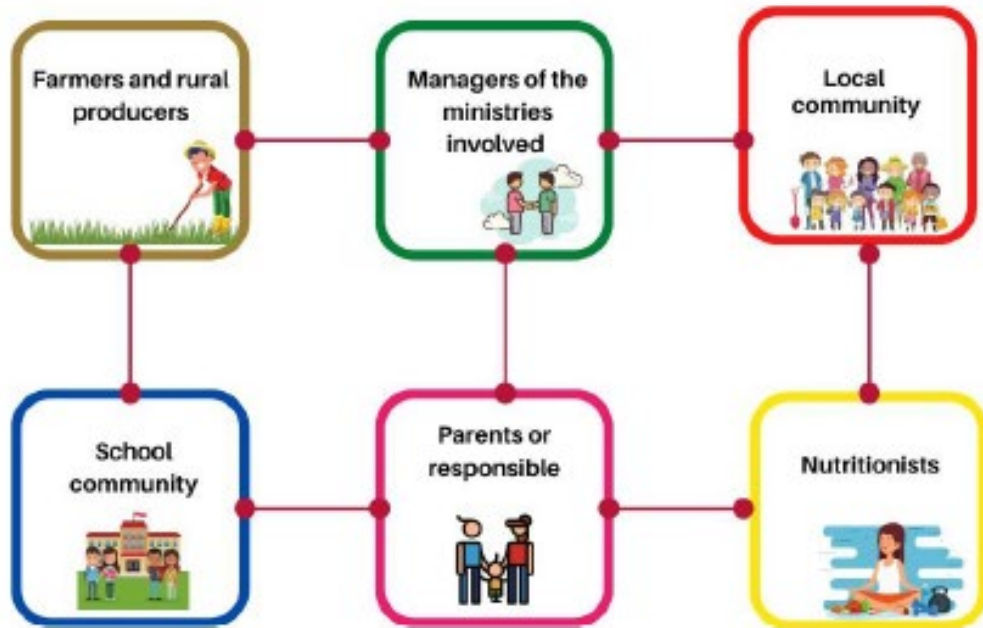 Farmers and rural
producers
Managers of the
ministries
involved
Local
community
School
community
Parents or
responsible
Nutritionists